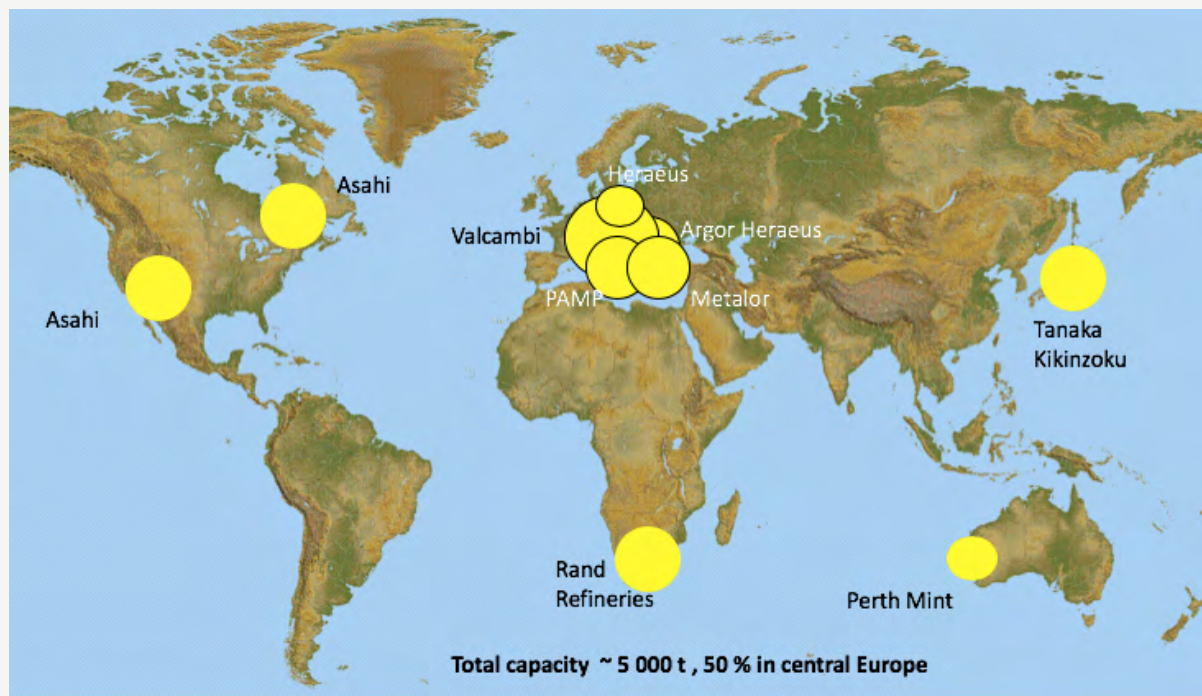 Heraeus
Asahi
Valcambi
Argor Heraeus
PAMP
Metalor
Asahi
Tanaka
Kikinzoku
Rand
Refineries
Perth Mint
Total capacity ~ 5 000 t , 50 % in central Europe